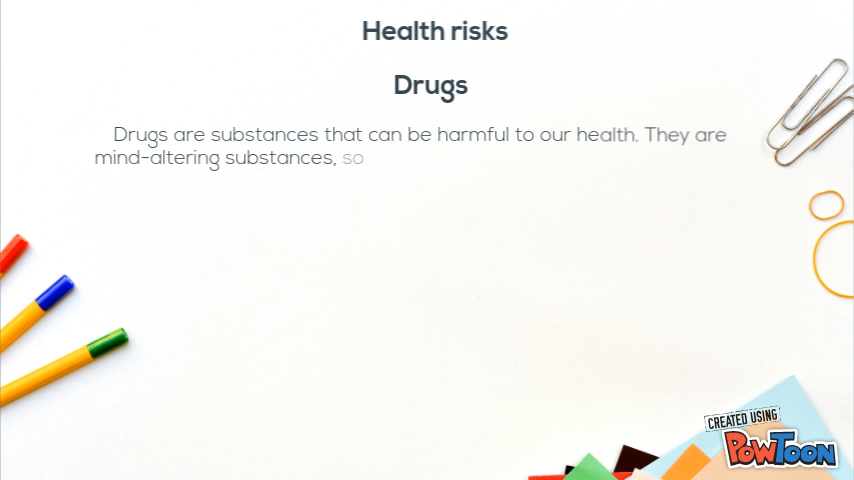 Health risks
Drugs
Drugs are substances that can be harmful to our health. They are
mind-altering substances, so
CREATED USING
POWTOON